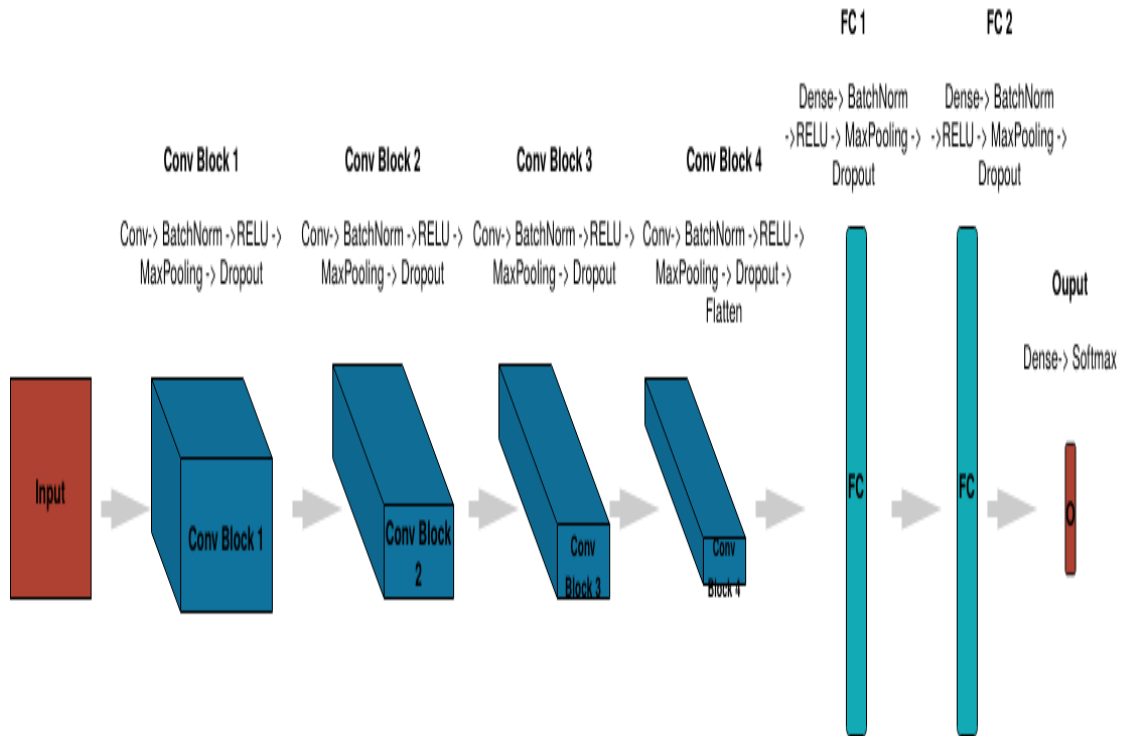 FC 1
Dense-> BatchNorm
->RELU -> MaxPooling ->
Dropout
FC 2
Dense-> BatchNorm
->RELU -> MaxPooling ->
Dropout
Conv Block 1
Conv-> BatchNorm ->RELU ->
MaxPooling -> Dropout
Conv Block 2
Conv-> BatchNorm ->RELU ->
MaxPooling -> Dropout
Conv Block 3
Conv-> BatchNorm ->RELU ->
MaxPooling -> Dropout
Conv Block 4
Conv-> BatchNorm ->RELU ->
MaxPooling -> Dropout ->
Flatten
Ouput
Dense-> Softmax
Input
Conv Block 1
Conv Block
2
Conv
Block 3
Conv
Block 4
FC
FC
O